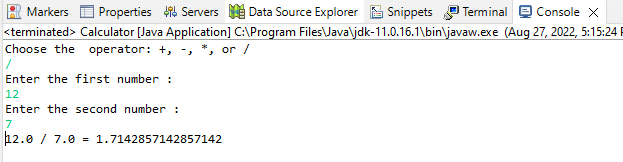 Markers Properties Servers Data Source Explorer Snippets Terminal Console
<terminated> Calculator [Java Application] C:\Program Files\Java\jdk-11.0.16.1\bin\javaw.exe (Aug 27, 2022, 5:15:24 P
Choose the  operator: +, -, *, or /
/
Enter the first number :
12
Enter the second number :
7
12.0 / 7.0 = 1.7142857142857142